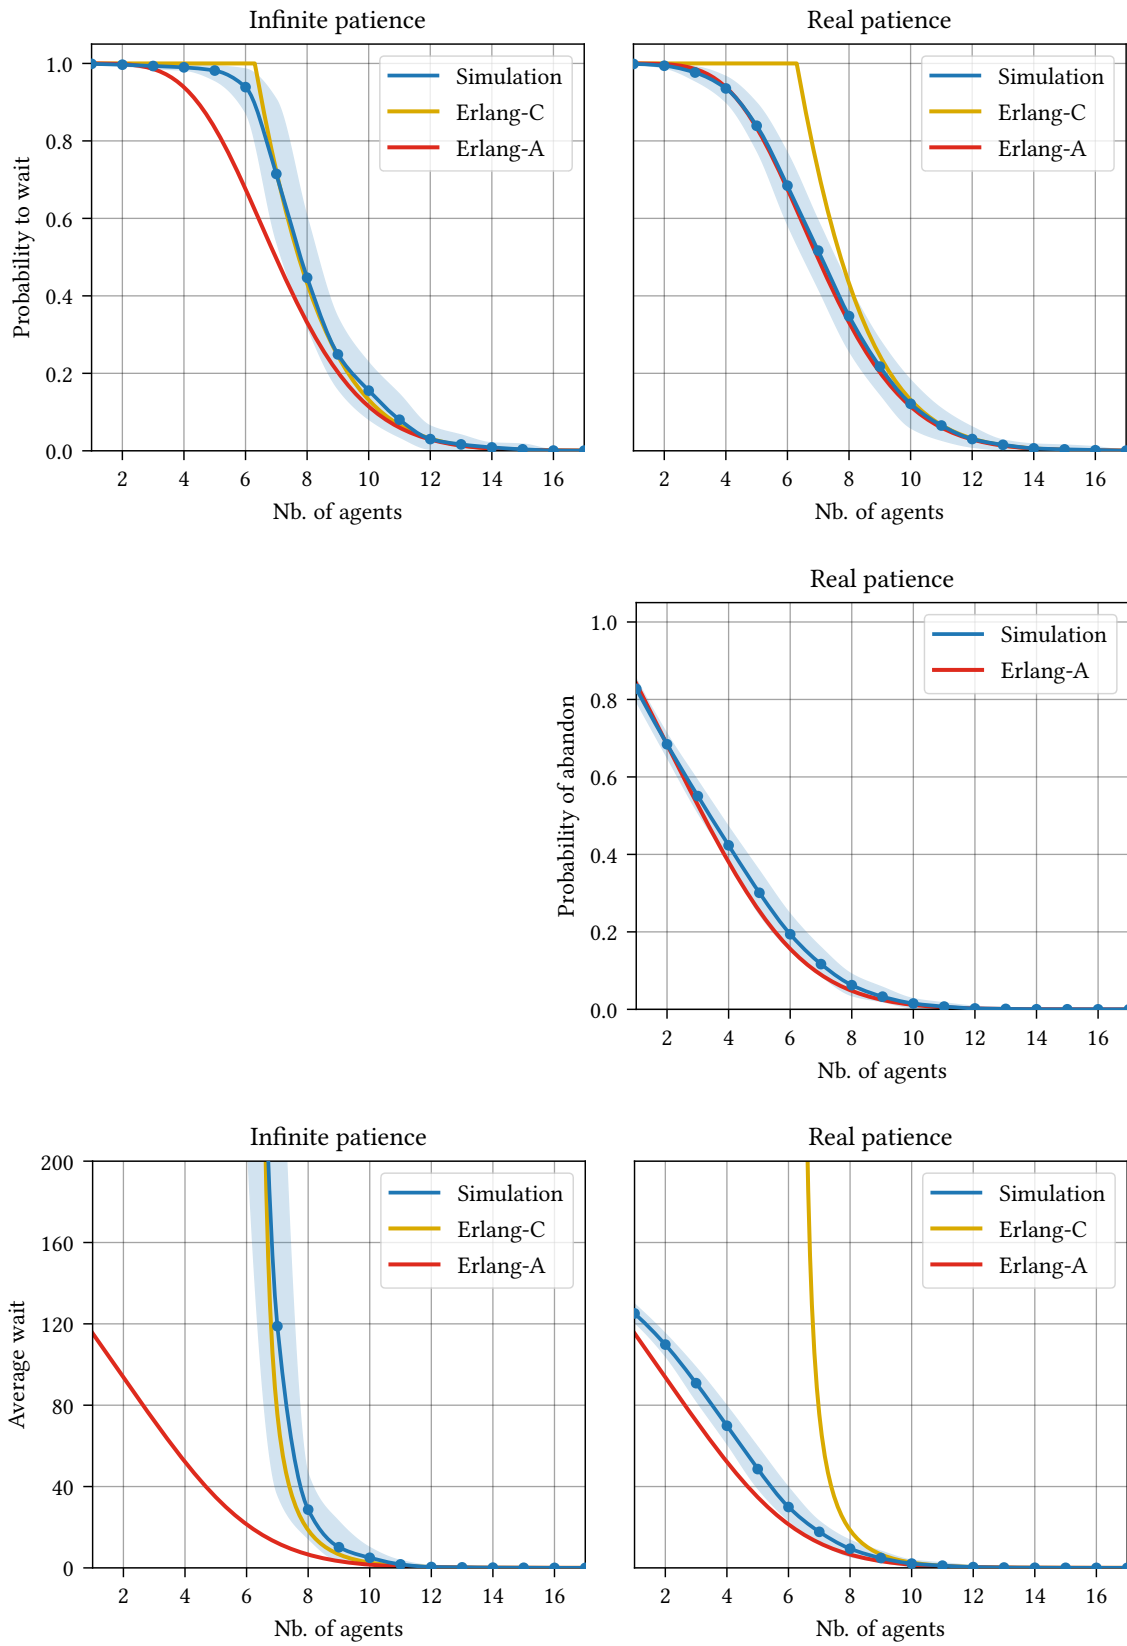 Infinite patience
1.0
0.8
0.6
0.4
0.2
0.0
Probability to wait
2 4 6 8 10 12 14 16
Nb. of agents
Simulation
Erlang-C
Erlang-A
Real patience
2 4 6 8 10 12 14 16
Nb. of agents
Simulation
Erlang-C
Erlang-A
Real patience
1.0
0.8
0.6
0.4
0.2
0.0
Probability of abandon
2 4 6 8 10 12 14 16
Nb. of agents
Simulation
Erlang-A
Infinite patience
200
160
120
80
40
0
Average wait
2 4 6 8 10 12 14 16
Nb. of agents
Simulation
Erlang-C
Erlang-A
Real patience
2 4 6 8 10 12 14 16
Nb. of agents
Simulation
Erlang-C
Erlang-A